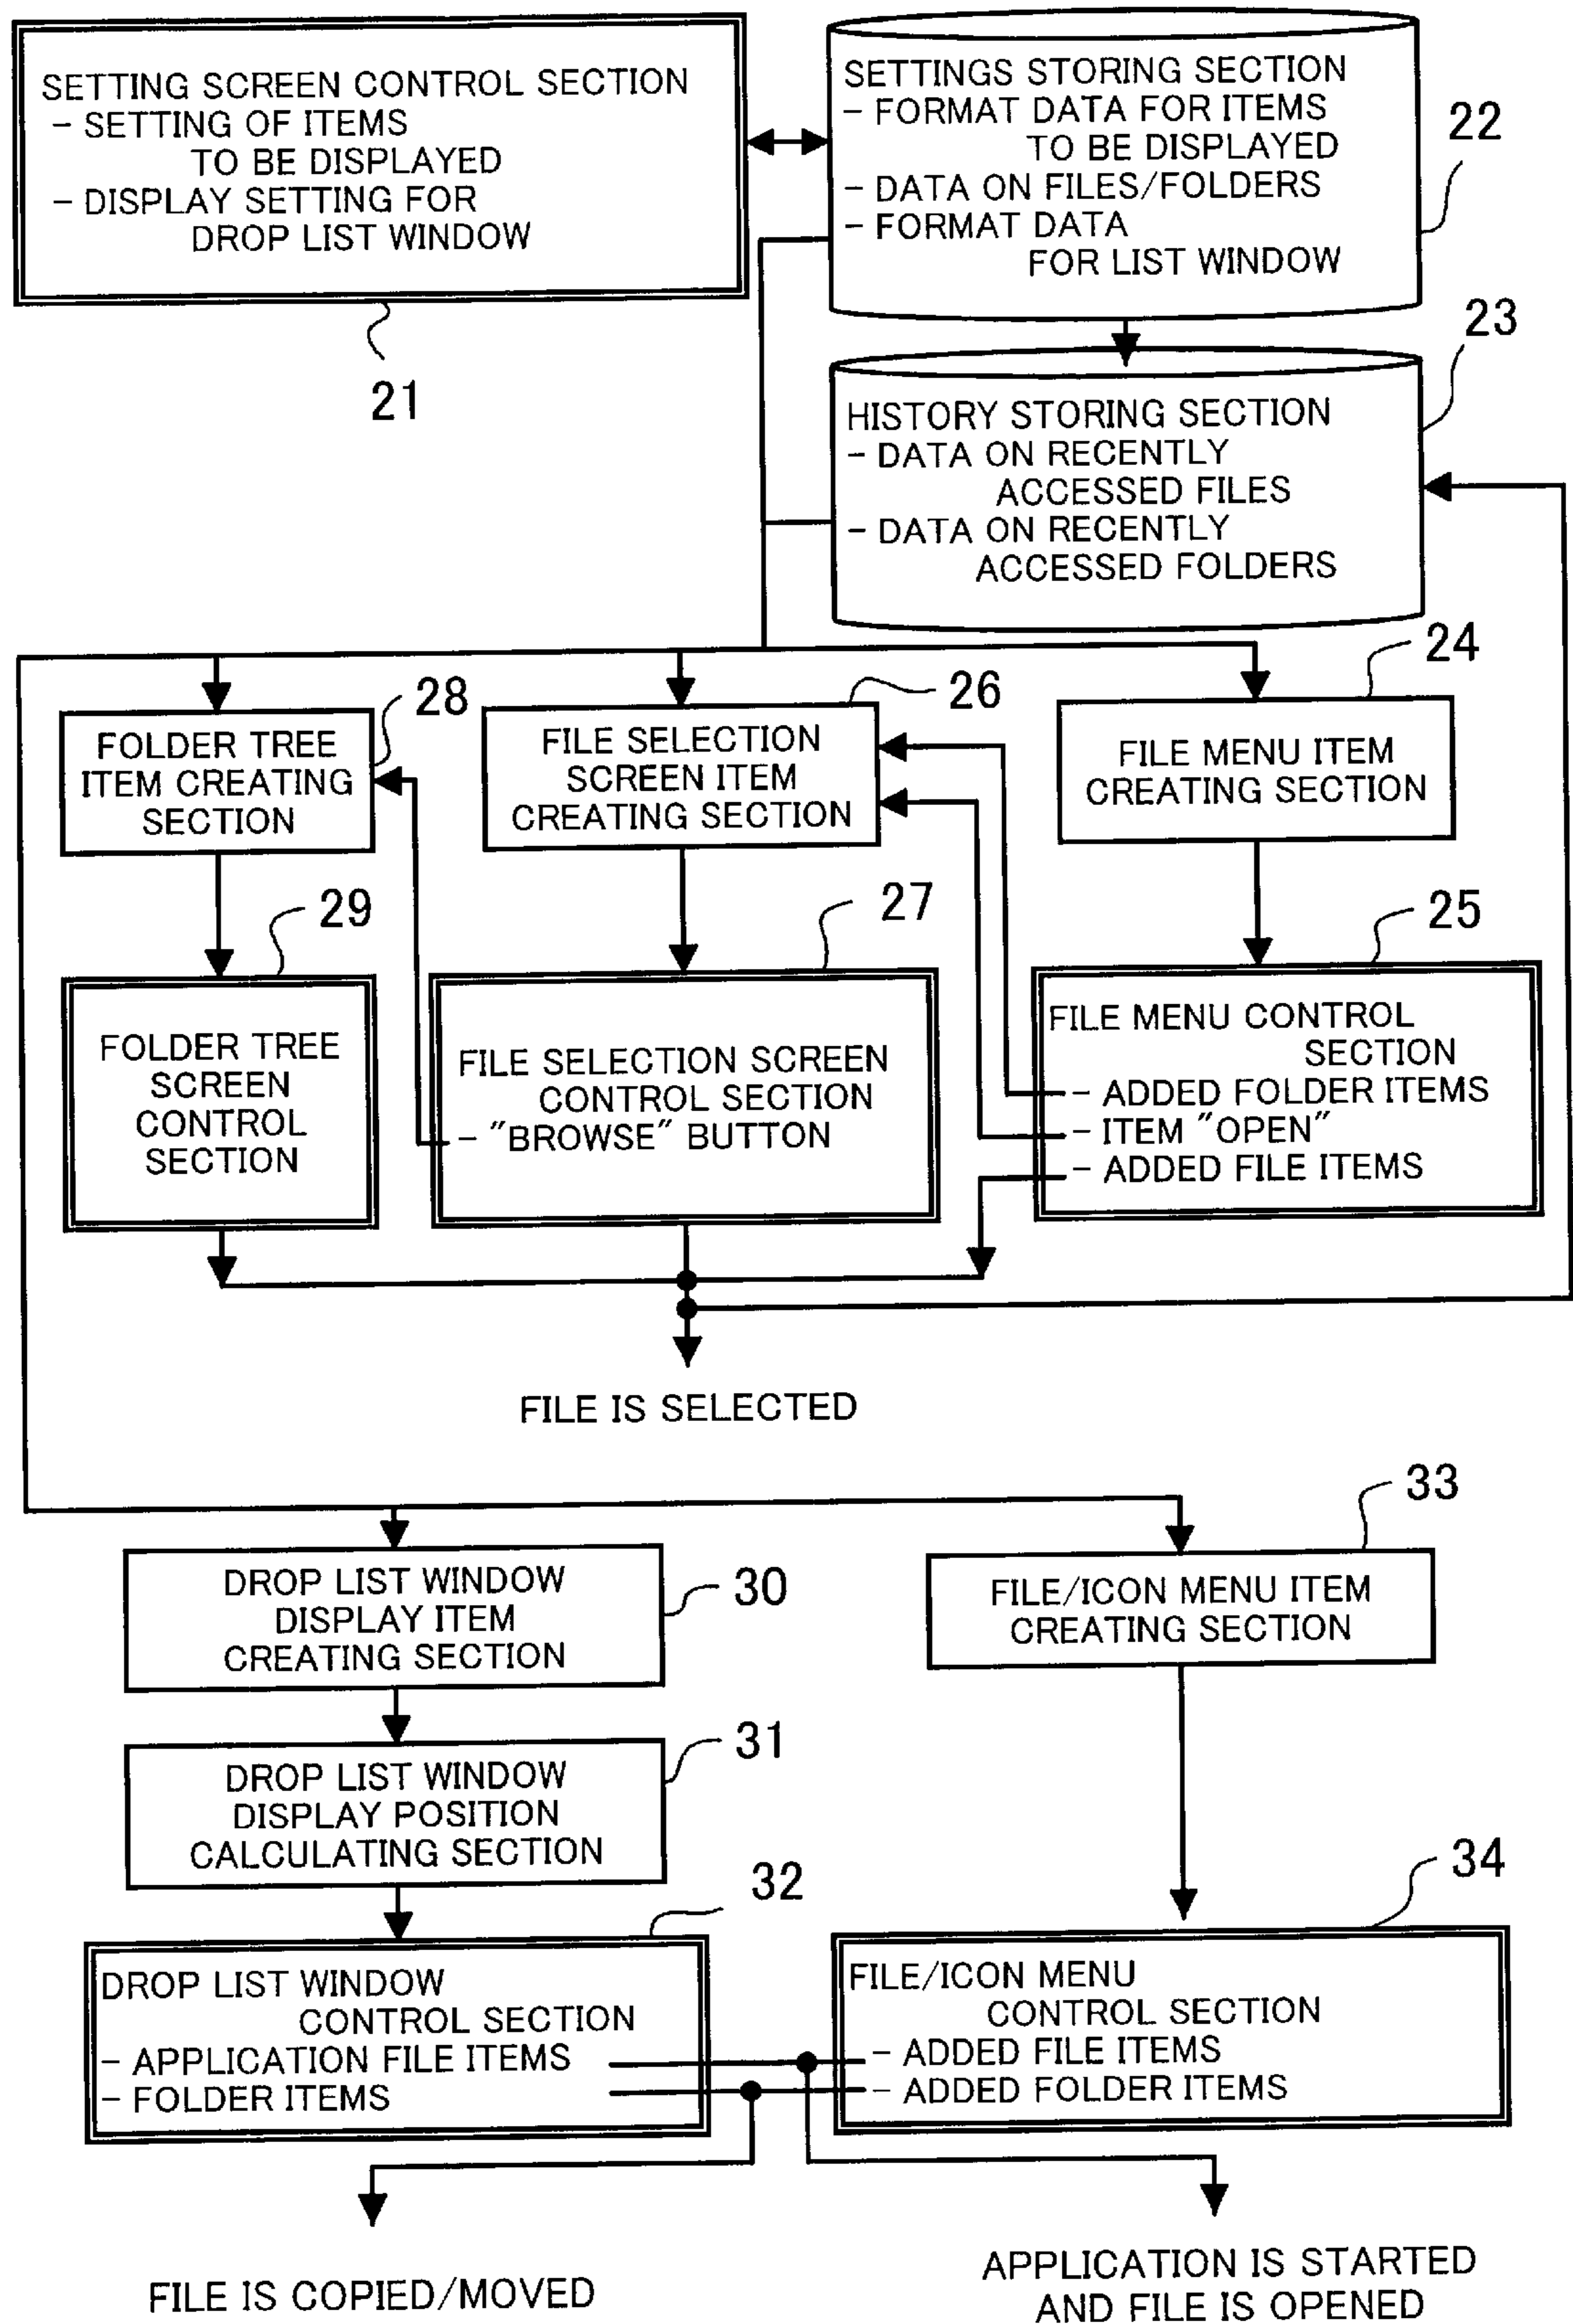 SETTING SCREEN CONTROL SECTION
- SETTING OF ITEMS
TO BE DISPLAYED
- DISPLAY SETTING FOR
DROP LIST WINDOW
21
SETTINGS STORING SECTION
- FORMAT DATA FOR ITEMS
TO BE DISPLAYED
- DATA ON FILES/FOLDERS
- FORMAT DATA
FOR LIST WINDOW
22
23
HISTORY STORING SECTION
- DATA ON RECENTLY
ACCESSED FILES
- DATA ON RECENTLY
ACCESSED FOLDERS
28
FOLDER TREE
ITEM CREATING
SECTION
26
FILE SELECTION
SCREEN ITEM
CREATING SECTION
24
FILE MENU ITEM
CREATING SECTION
29
FOLDER TREE
SCREEN
CONTROL
SECTION
27
FILE SELECTION SCREEN
CONTROL SECTION
- "BROWSE" BUTTON
25
FILE MENU CONTROL
SECTION
- ADDED FOLDER ITEMS
- ITEM "OPEN"
- ADDED FILE ITEMS
FILE IS SELECTED
30
DROP LIST WINDOW
DISPLAY ITEM
CREATING SECTION
33
FILE/ICON MENU ITEM
CREATING SECTION
31
DROP LIST WINDOW
DISPLAY POSITION
CALCULATING SECTION
32
DROP LIST WINDOW
CONTROL SECTION
- APPLICATION FILE ITEMS
- FOLDER ITEMS
34
FILE/ICON MENU
CONTROL SECTION
- ADDED FILE ITEMS
- ADDED FOLDER ITEMS
FILE IS COPIED/MOVED
APPLICATION IS STARTED
AND FILE IS OPENED